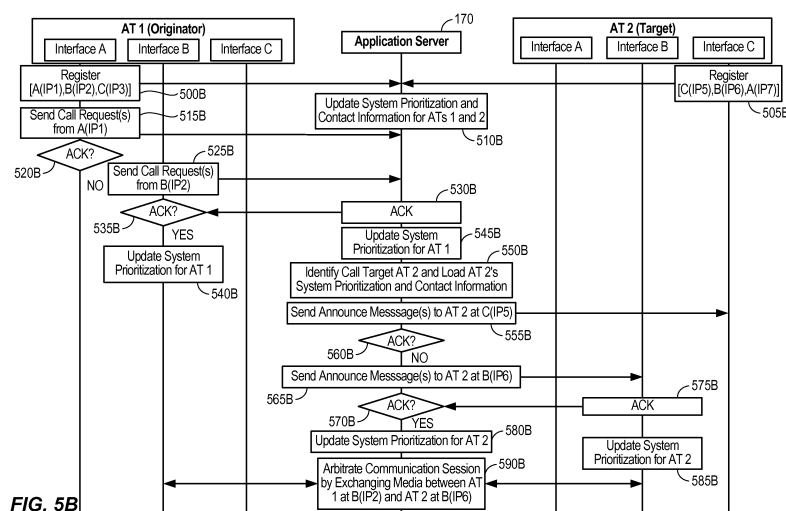 AT 1 (Originator)
Interface A
Interface B
Interface C
170
Application Server
AT 2 (Target)
Interface A
Interface B
Interface C
Register
[A(IP1),B(IP2),C(IP3)]
500B
Register
[C(IP5),B(IP6),A(IP7)]
505B
Update System Prioritization and
Contact Information for ATs 1 and 2
510B
Send Call Request(s)
from A(IP1)
515B
ACK?
520B
NO
Send Call Request(s)
from B(IP2)
525B
ACK
530B
ACK?
535B
YES
Update System
Prioritization for AT 1
540B
Update System
Prioritization for AT 1
545B
Identify Call Target AT 2 and Load AT 2's
System Prioritization and Contact Information
550B
Send Announce Messsage(s) to AT 2 at C(IP5)
555B
ACK?
560B
NO
Send Announce Messsage(s) to AT 2 at B(IP6)
565B
ACK?
570B
YES
ACK
575B
Update System Prioritization for AT 2
580B
Update System
Prioritization for AT 2
585B
Arbitrate Communication Session
by Exchanging Media between AT
1 at B(IP2) and AT 2 at B(IP6)
590B
FIG. 5B